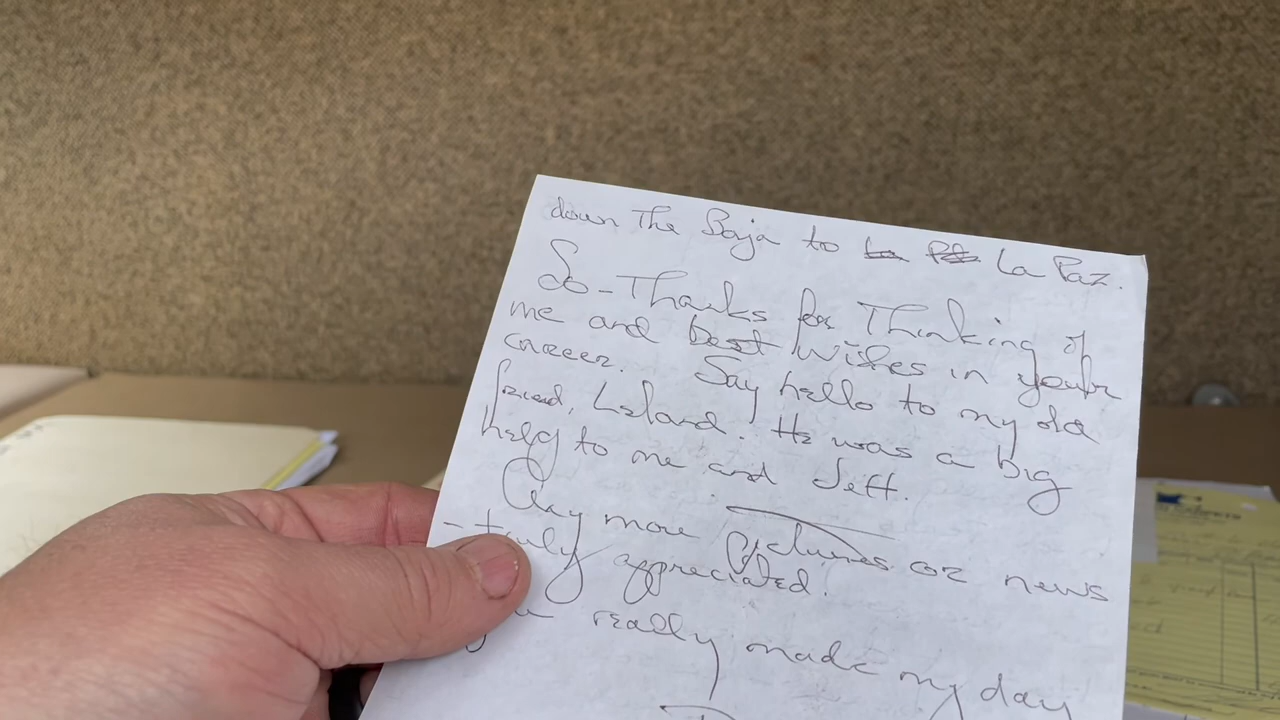 down The Baja to La Paz.
So - Thanks for Thinking of
me and best wishes in your
career. Say hello to my old
friend, Leland. He was a big
help to me and Jeff.
Any more pictures or news
- truly appreciated.
You really made my day